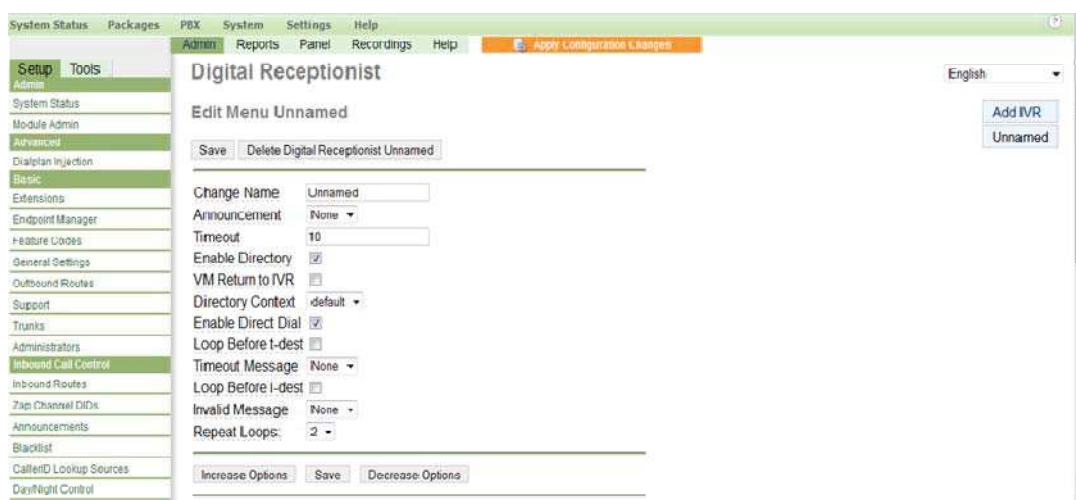 System Status Packages PBX System Settings Help
Admin Reports Panel Recordings Help Apply Configuration Changes
Setup Tools
Admin
System Status
Module Admin
Advanced
Dialplan Injection
Basic
Extensions
Endpoint Manager
Feature Codes
General Settings
Outbound Routes
Support
Trunks
Administrators
Inbound Call Control
Inbound Routes
Zap Channel DIDs
Announcements
Blacklist
CallerID Lookup Sources
Day/Night Control
Digital Receptionist
English
Edit Menu Unnamed
Add IVR
Unnamed
Save Delete Digital Receptionist Unnamed
Change Name Unnamed
Announcement None
Timeout 10
Enable Directory
VM Return to IVR
Directory Context default
Enable Direct Dial
Loop Before t-dest
Timeout Message None
Loop Before i-dest
Invalid Message None
Repeat Loops: 2
Increase Options Save Decrease Options